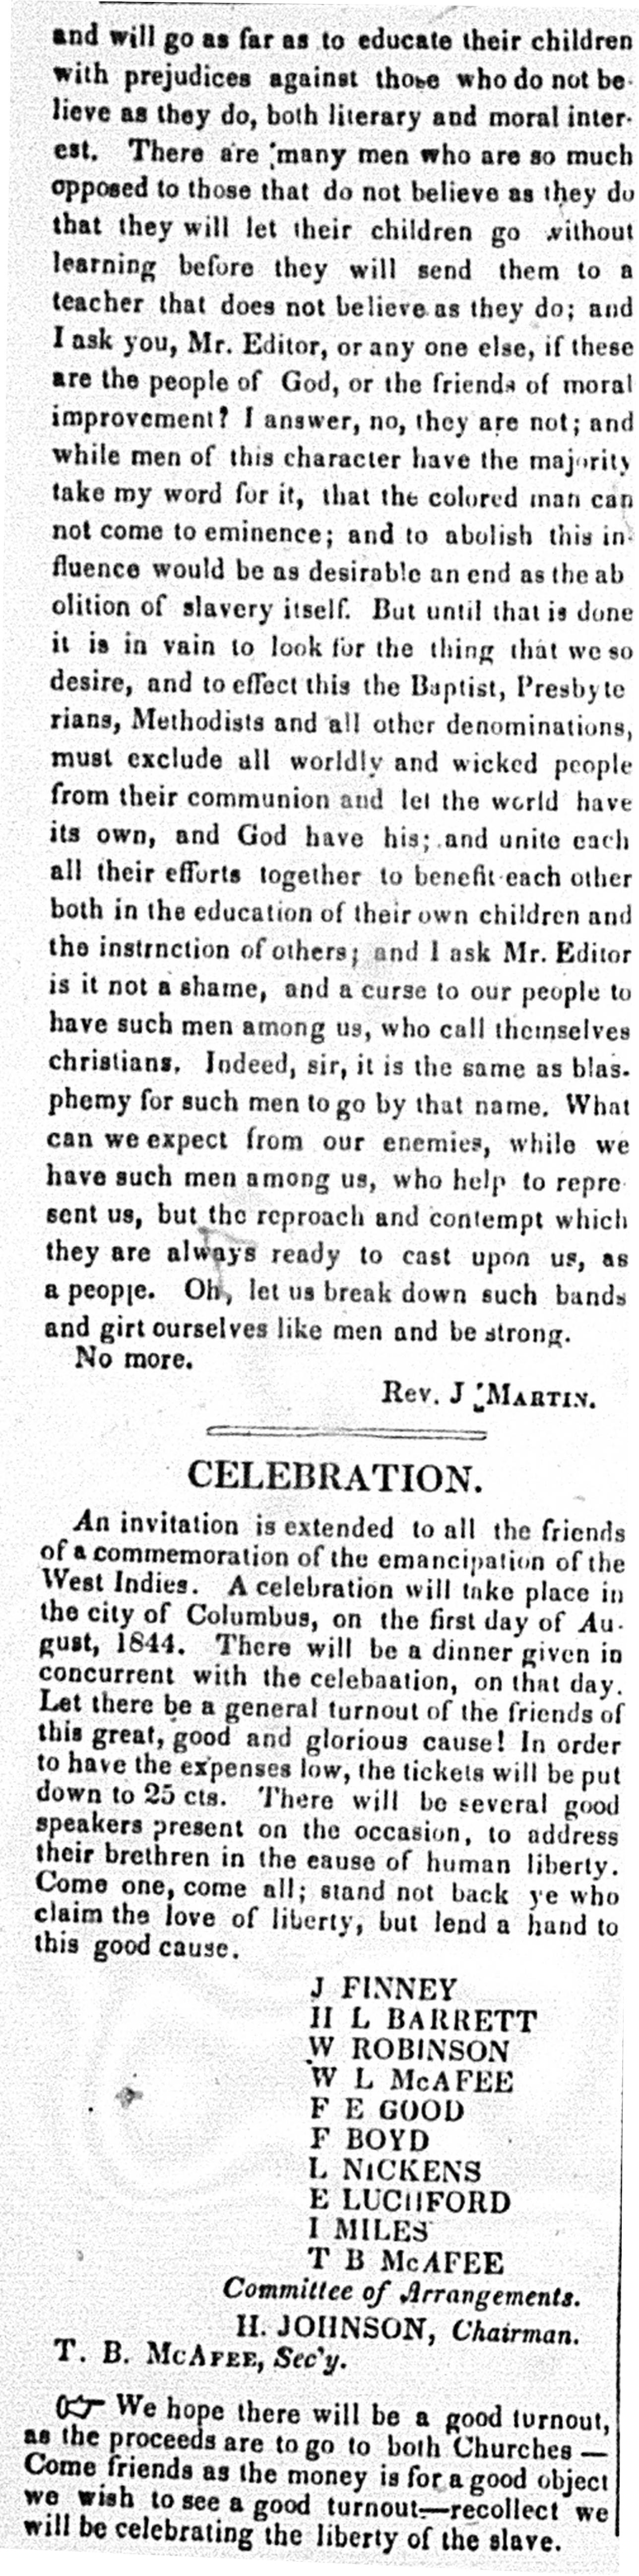 and will go as far as to educate their children
with prejudices against those who do not be-
lieve as they do, both literary and moral inter-
est. There are many men who are so much
opposed to those that do not believe as they do
that they will let their children go without
learning before they will send them to a
teacher that does not believe as they do; and
I ask you, Mr. Editor, or any one else, if these
are the people of God, or the friends of moral
improvement? I answer, no, they are not; and
while men of this character have the majority
take my word for it, that the colored man can
not come to eminence; and to abolish this in-
fluence would be as desirable an end as the ab
olition of slavery itself. But until that is done
it is in vain to look for the thing that we so
desire, and to effect this the Baptist, Presbyte
rians, Methodists and all other denominations,
must exclude all worldly and wicked people
from their communion and let the world have
its own, and God have his; and unite each
all their efforts together to benefit each other
both in the education of their own children and
the instrnction of others; and I ask Mr. Editor
is it not a shame, and a curse to our people to
have such men among us, who call themselves
christians. Indeed, sir, it is the same as blas-
phemy for such men to go by that name. What
can we expect from our enemies, while we
have such men among us, who help to repre
sent us, but the reproach and contempt which
they are always ready to cast upon us, as
a people. Oh, let us break down such bands
and girt ourselves like men and be strong.
No more.
Rev. J MARTIN.
CELEBRATION.
An invitation is extended to all the friends
of a commemoration of the emancipation of the
West Indies. A celebration will take place in
the city of Columbus, on the first day of Au-
gust, 1844. There will be a dinner given in
concurrent with the celebaation, on that day.
Let there be a general turnout of the friends of
this great, good and glorious cause! In order
to have the expenses low, the tickets will be put
down to 25 cts. There will be several good
speakers present on the occasion, to address
their brethren in the eause of human liberty.
Come one, come all; stand not back ye who
claim the love of liberty, but lend a hand to
this good cause.
J FINNEY
H L BARRETT
W ROBINSON
W L McAFEE
F E GOOD
F BOYD
L NiCKENS
E LUCHFORD
I MILES
T B McAFEE
Committee of Arrangements.
H. JOHNSON, Chairman.
T. B. McAFEE, Sec'y.
☞ We hope there will be a good turnout,
as the proceeds are to go to both Churches —
Come friends as the money is for a good object
we wish to see a good turnout—recollect we
will be celebrating the liberty of the slave.